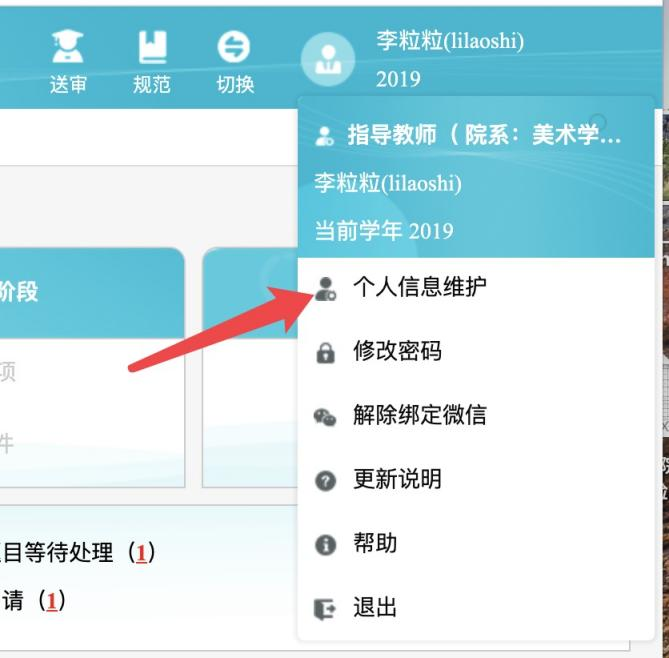 送审 规范 切换
李粒粒(lilaoshi)
2019
指导教师（ 院系：美术学...
李粒粒(lilaoshi)
当前学年 2019
阶段
项
件
个人信息维护
修改密码
解除绑定微信
更新说明
帮助
退出
目等待处理（1）
请（1）